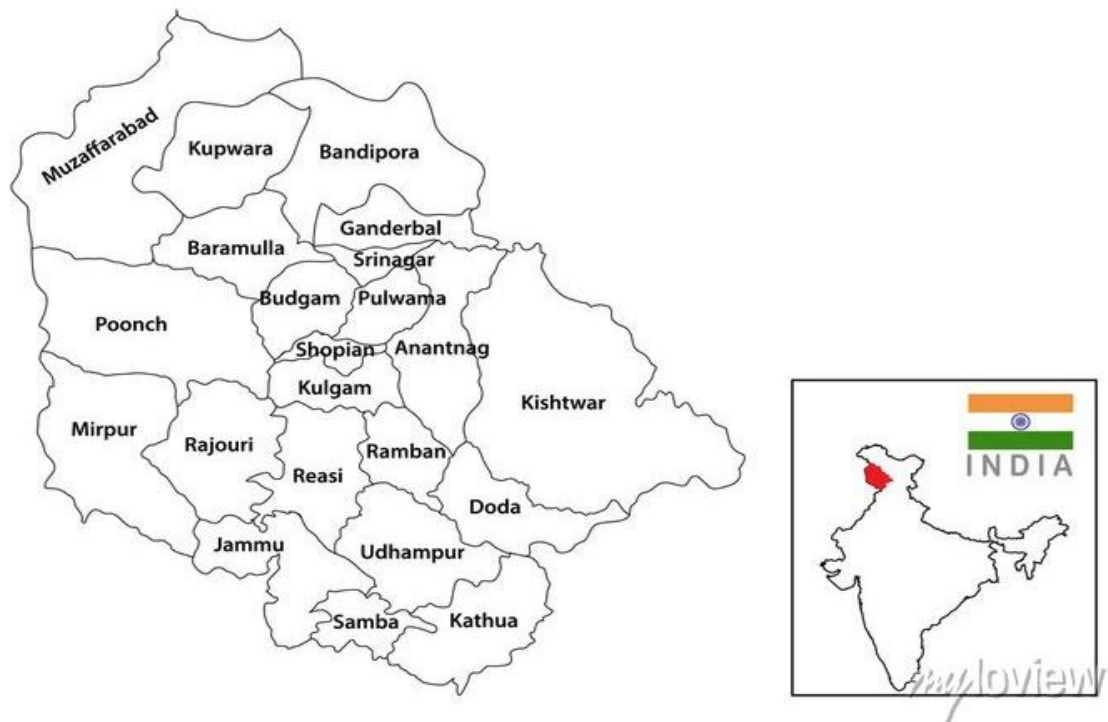 Muzaffarabad
Kupwara
Bandipora
Ganderbal
Baramulla
Srinagar
Budgam
Pulwama
Poonch
Shopian
Anantnag
Kulgam
Kishtwar
Mirpur
Rajouri
Ramban
Reasi
Doda
Jammu
Udhampur
Samba
Kathua
INDIA
myloview